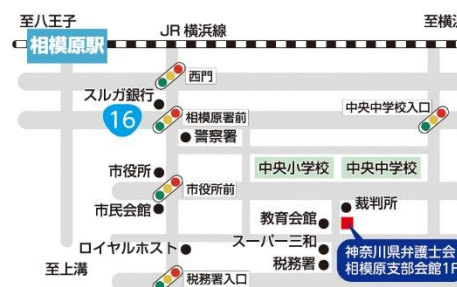 至八王子
至横浜
JR 横浜線
相模原駅
西門
スルガ銀行
16
相模原署前
中央中学校入口
警察署
市役所
中央小学校
中央中学校
市役所前
市民会館
裁判所
教育会館
ロイヤルホスト
スーパー三和
神奈川県弁護士会
相模原支部会館1F
税務署
至上溝
税務署入口